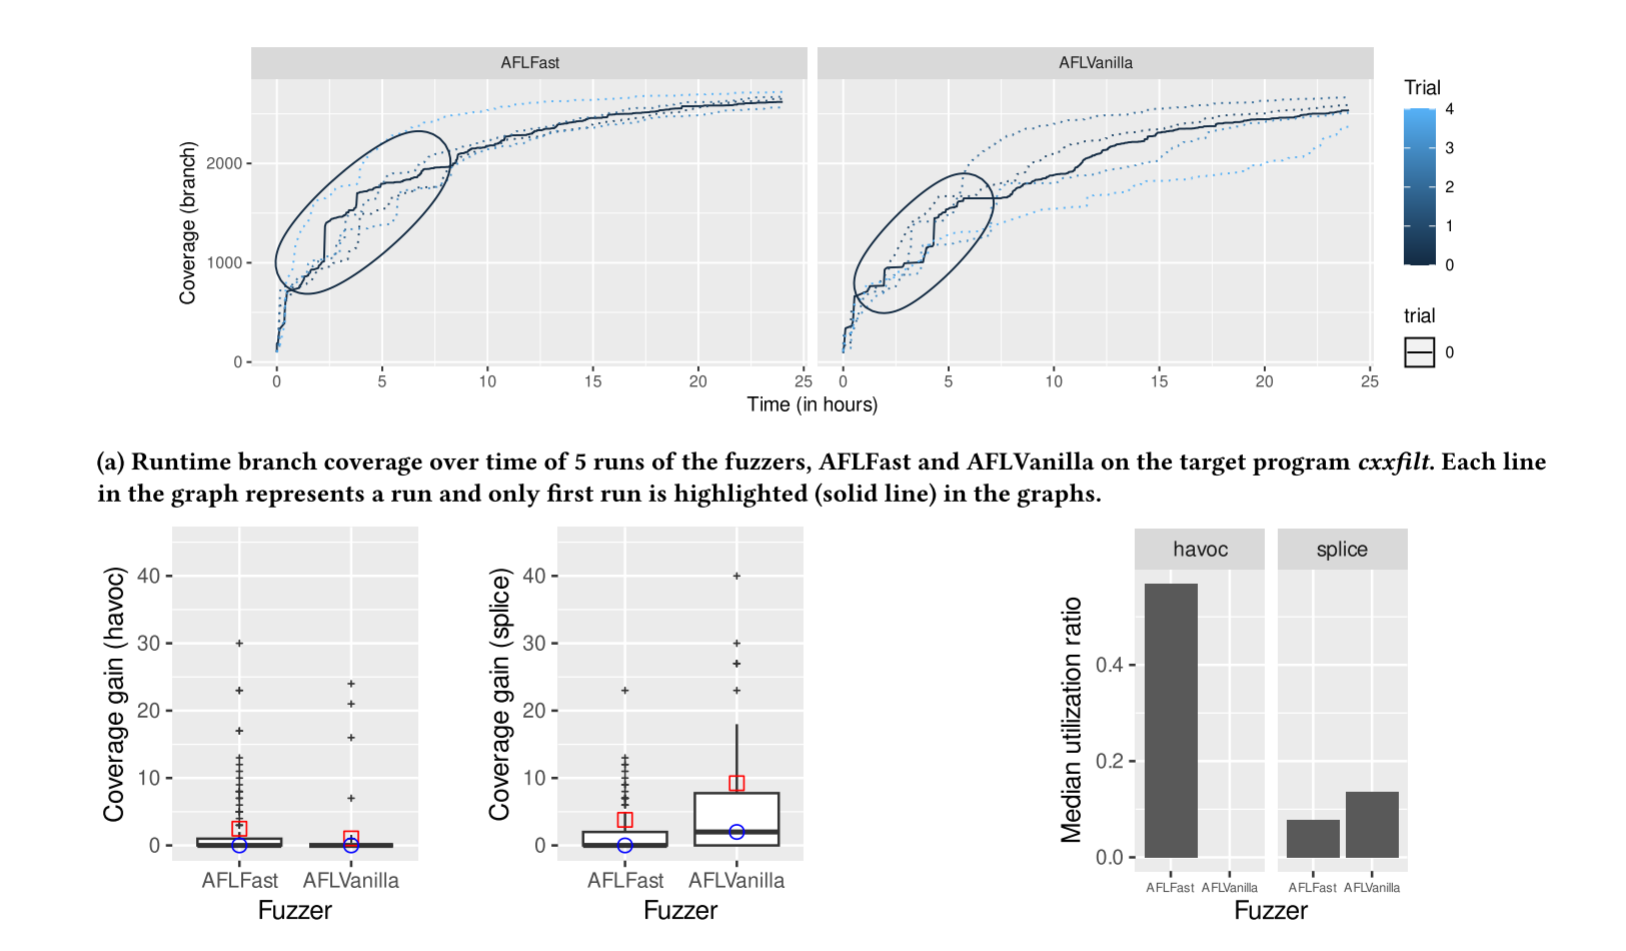 AFLFast
AFLVanilla
Coverage (branch)
2000
1000
0
0 5 10 15 20 25
0 5 10 15 20 25
Time (in hours)
Trial
4
3
2
1
0
trial
0
(a) Runtime branch coverage over time of 5 runs of the fuzzers, AFLFast and AFLVanilla on the target program cxxfilt. Each line
in the graph represents a run and only first run is highlighted (solid line) in the graphs.
Coverage gain (havoc)
40
30
20
10
0
AFLFast AFLVanilla
Fuzzer
Coverage gain (splice)
40
30
20
10
0
AFLFast AFLVanilla
Fuzzer
havoc
splice
Median utilization ratio
0.4
0.2
0.0
AFLFast AFLVanilla
AFLFast AFLVanilla
Fuzzer